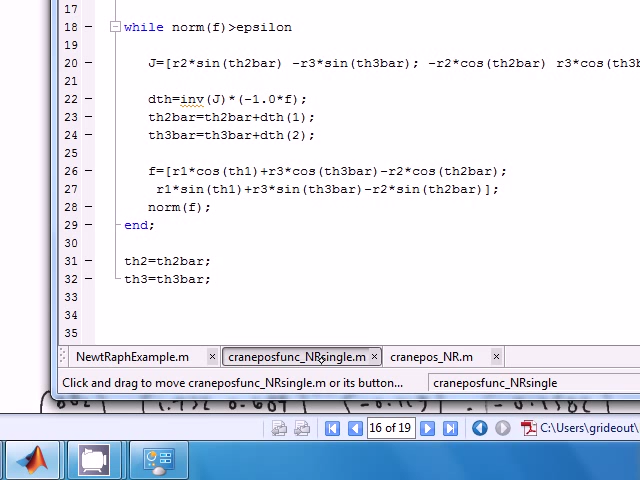 17
18 while norm(f)>epsilon
19
20 J=[r2*sin(th2bar) -r3*sin(th3bar); -r2*cos(th2bar) r3*cos(th3b
21
22 dth=inv(J)*(-1.0*f);
23 th2bar=th2bar+dth(1);
24 th3bar=th3bar+dth(2);
25
26 f=[r1*cos(th1)+r3*cos(th3bar)-r2*cos(th2bar);
27 r1*sin(th1)+r3*sin(th3bar)-r2*sin(th2bar)];
28 norm(f);
29 end;
30
31 th2=th2bar;
32 th3=th3bar;
33
34
35
NewtRaphExample.m craneposfunc_NRsingle.m cranepos_NR.m
Click and drag to move craneposfunc_NRsingle.m or its button... craneposfunc_NRsingle
16 of 19 C:\Users\grideout\